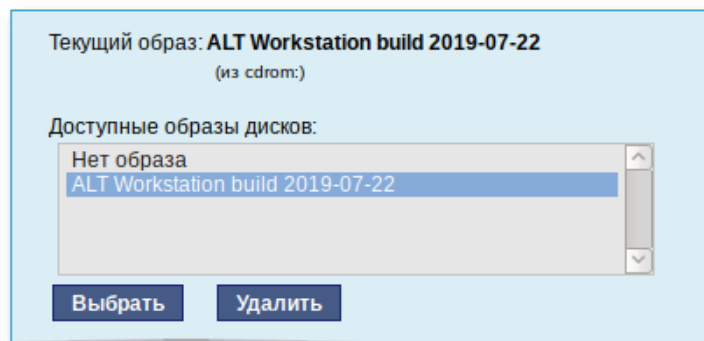 Текущий образ: ALT Workstation build 2019-07-22
(из cdrom:)
Доступные образы дисков:
Нет образа
ALT Workstation build 2019-07-22
Выбрать Удалить